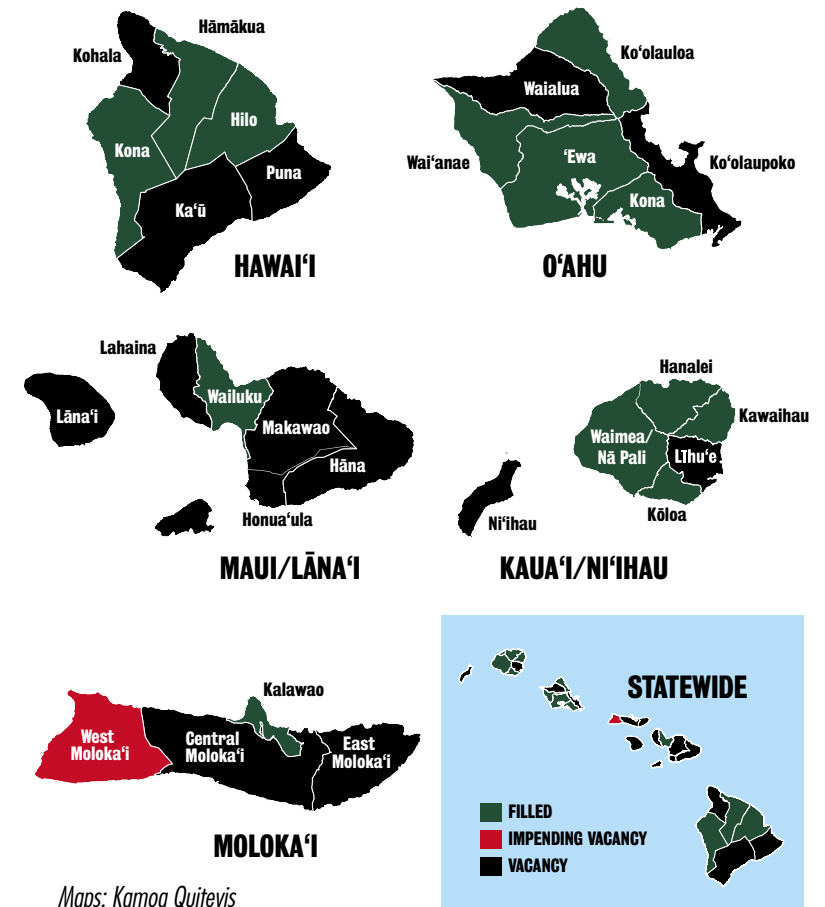 Hāmākua
Kohala
Hilo
Kona
Puna
Ka‘ū
HAWAI‘I
Ko‘olauloa
Waialua
Wai‘anae
‘Ewa
Ko‘olaupoko
Kona
O‘AHU
Lahaina
Lāna‘i
Wailuku
Makawao
Hāna
Honua‘ula
MAUI/LĀNA‘I
Hanalei
Kawaihau
Waimea/
Nā Pali
Līhu‘e
Kōloa
Ni‘ihau
KAUA‘I/NI‘IHAU
Kalawao
West
Moloka‘i
Central
Moloka‘i
East
Moloka‘i
MOLOKA‘I
Maps: Kamoa Quitevis
STATEWIDE
FILLED
IMPENDING VACANCY
VACANCY